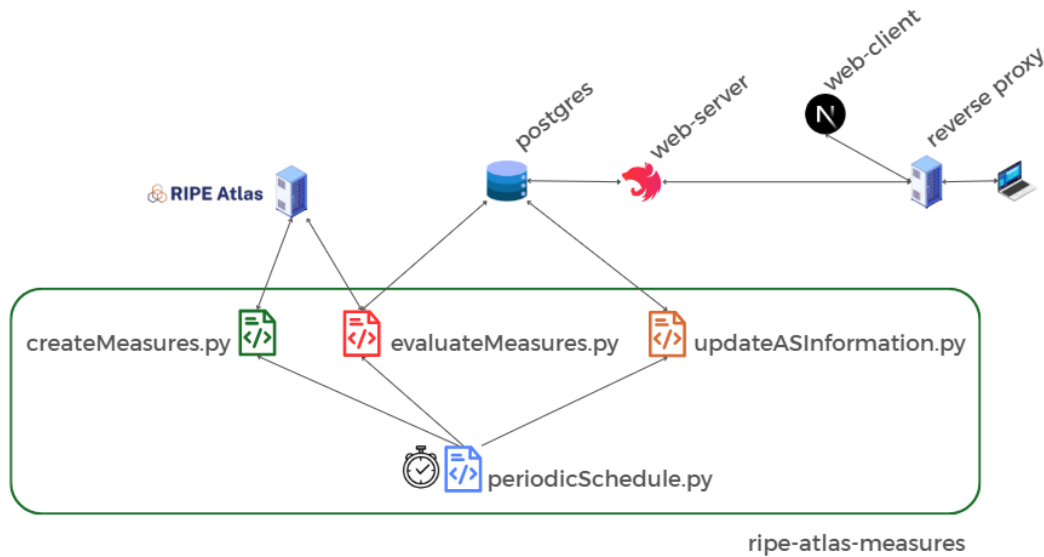 web-client
reverse proxy
postgres
web-server
RIPE Atlas
N
createMeasures.py
evaluateMeasures.py
updateASInformation.py
periodicSchedule.py
ripe-atlas-measures